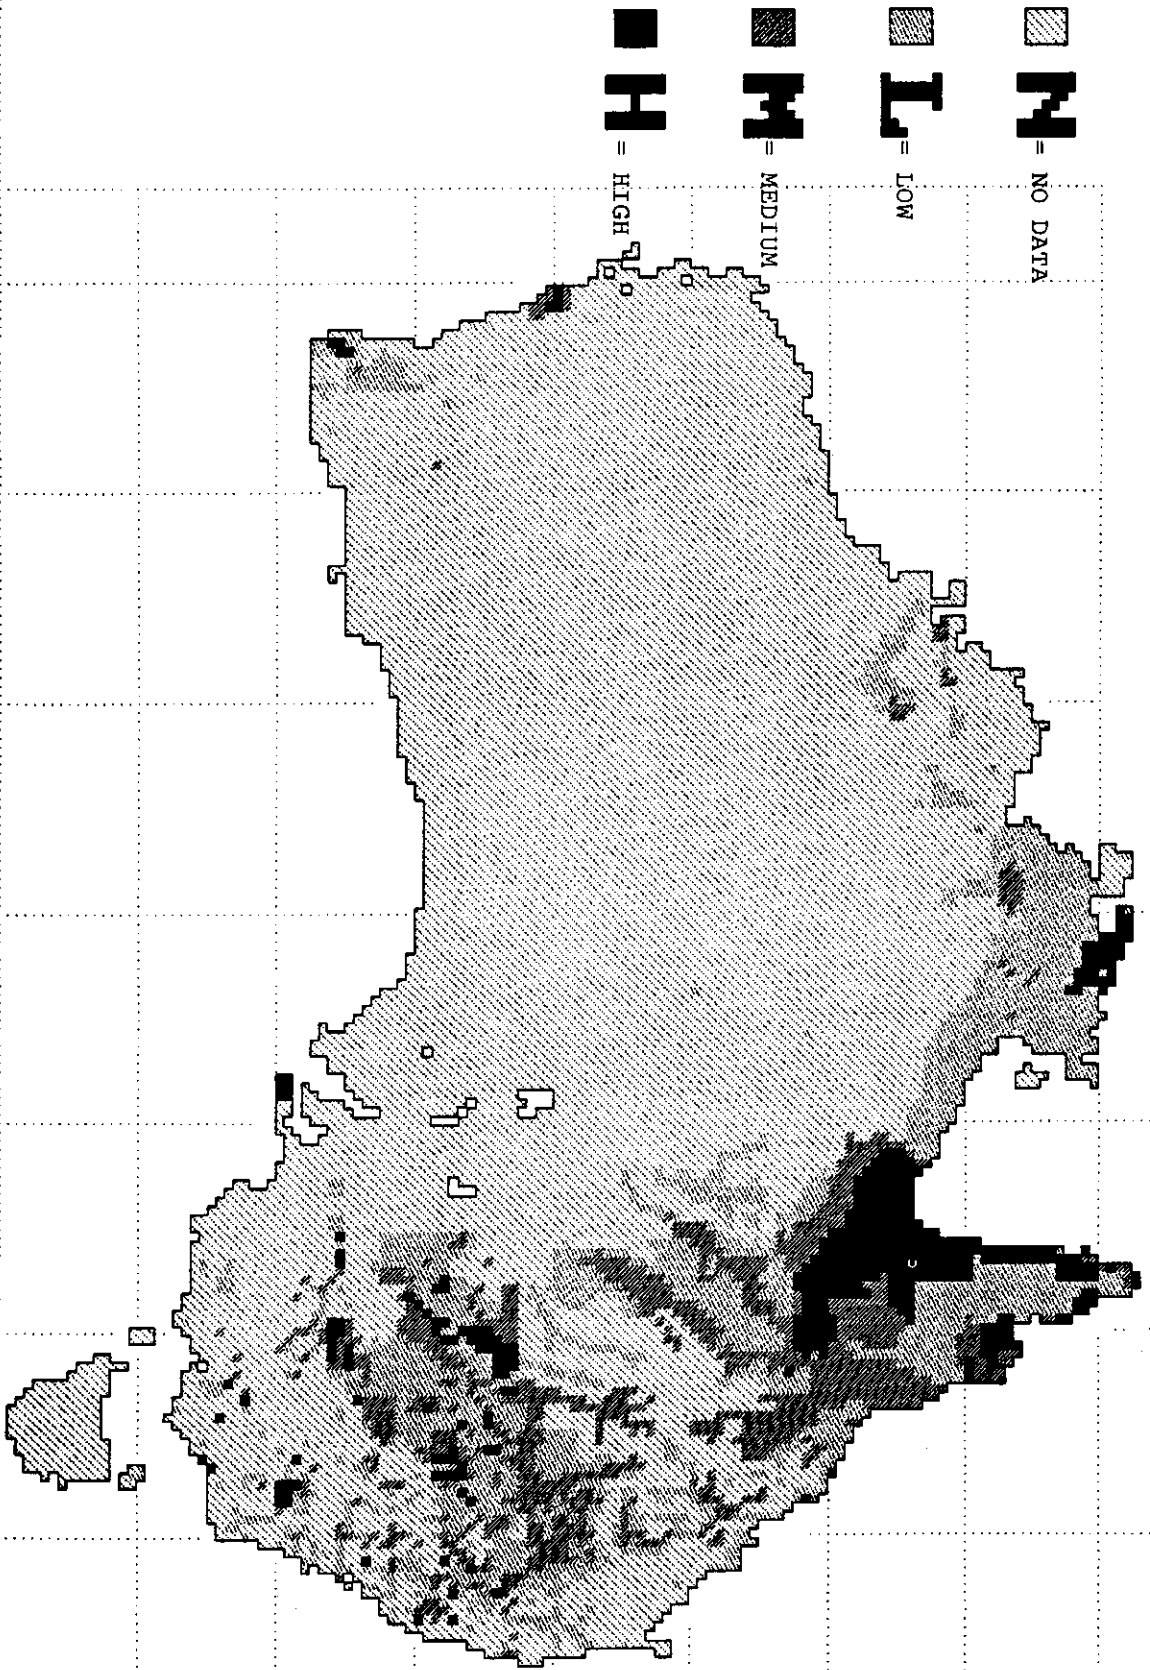 N = NO DATA
L = LOW
M = MEDIUM
H = HIGH